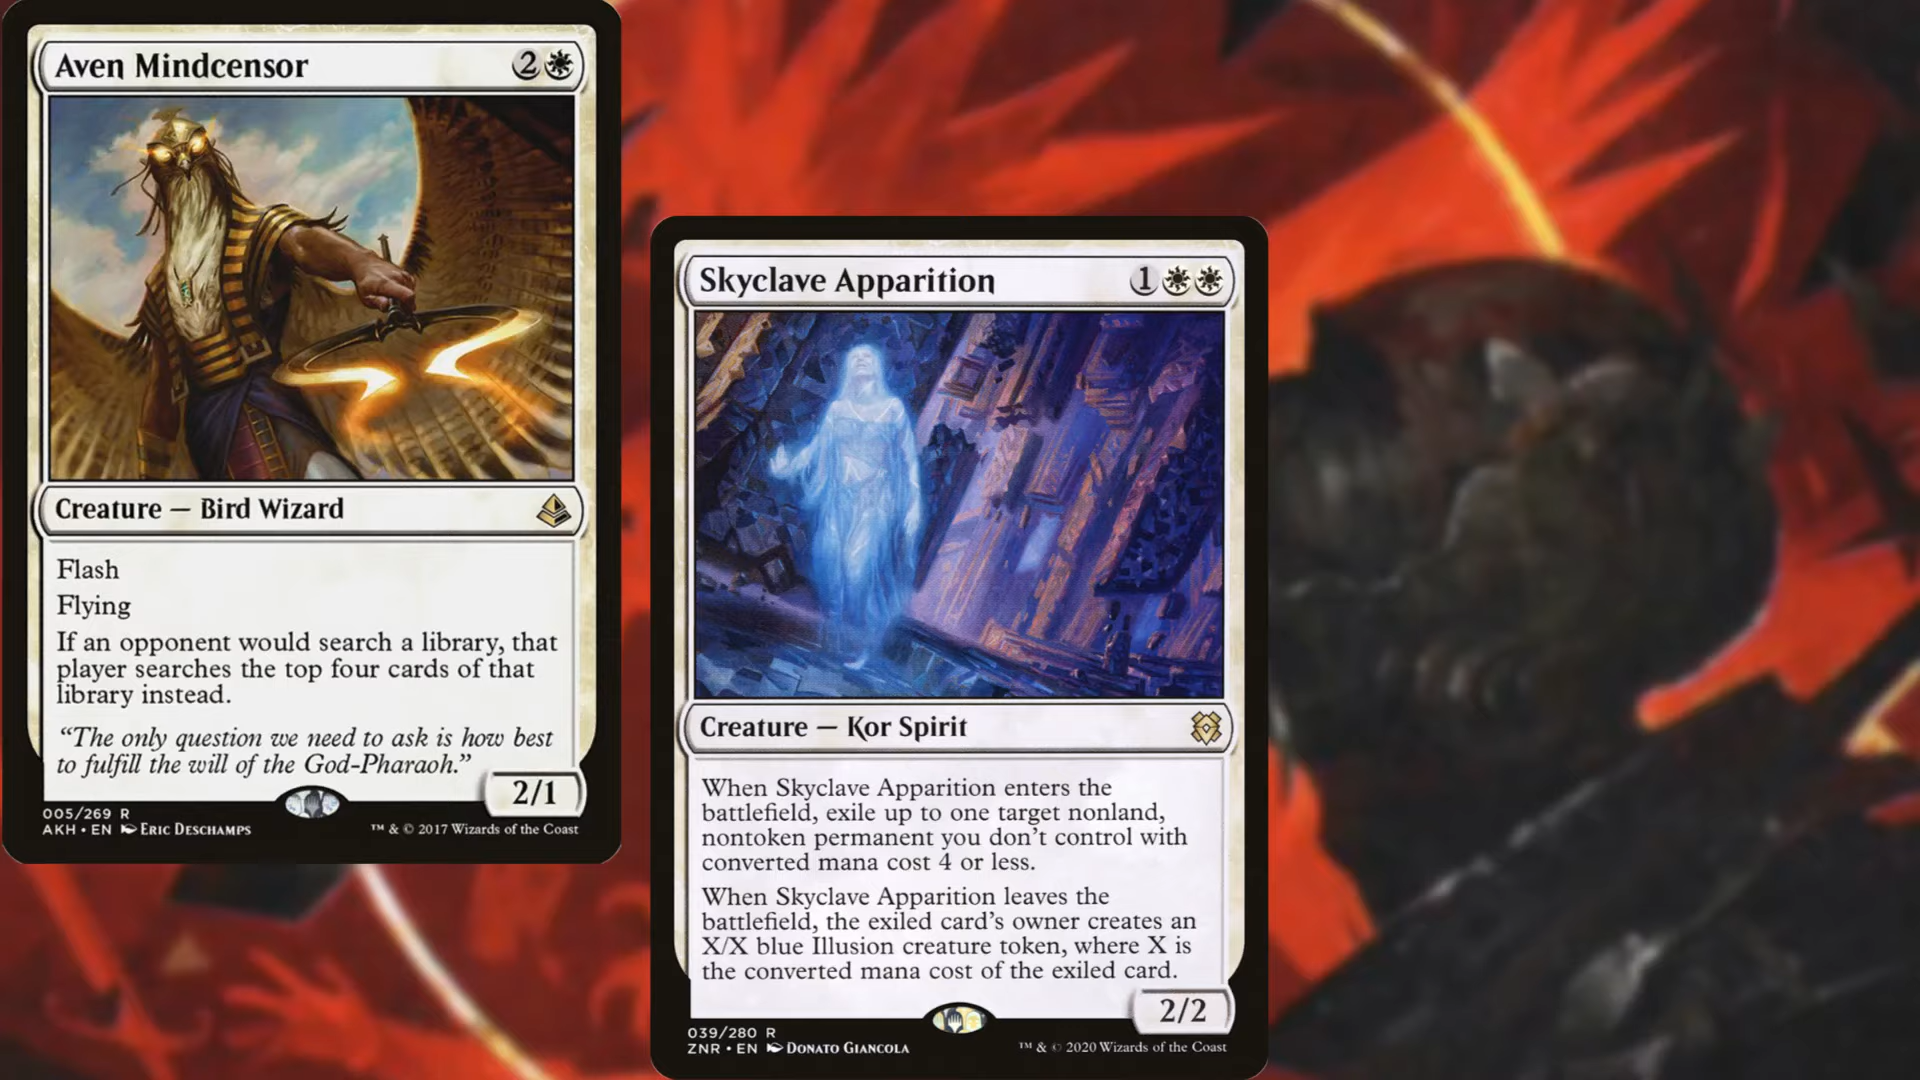 Aven Mindcensor 2
Creature — Bird Wizard
Flash
Flying
If an opponent would search a library, that
player searches the top four cards of that
library instead.
“The only question we need to ask is how best
to fulfill the will of the God-Pharaoh.”
2/1
005/269 R
AKH • EN Eric Deschamps
™ & © 2017 Wizards of the Coast
Skyclave Apparition 1
Creature — Kor Spirit
When Skyclave Apparition enters the
battlefield, exile up to one target nonland,
nontoken permanent you don’t control with
converted mana cost 4 or less.
When Skyclave Apparition leaves the
battlefield, the exiled card’s owner creates an
X/X blue Illusion creature token, where X is
the converted mana cost of the exiled card.
2/2
039/280 R
ZNR • EN Donato Giancola
™ & © 2020 Wizards of the Coast